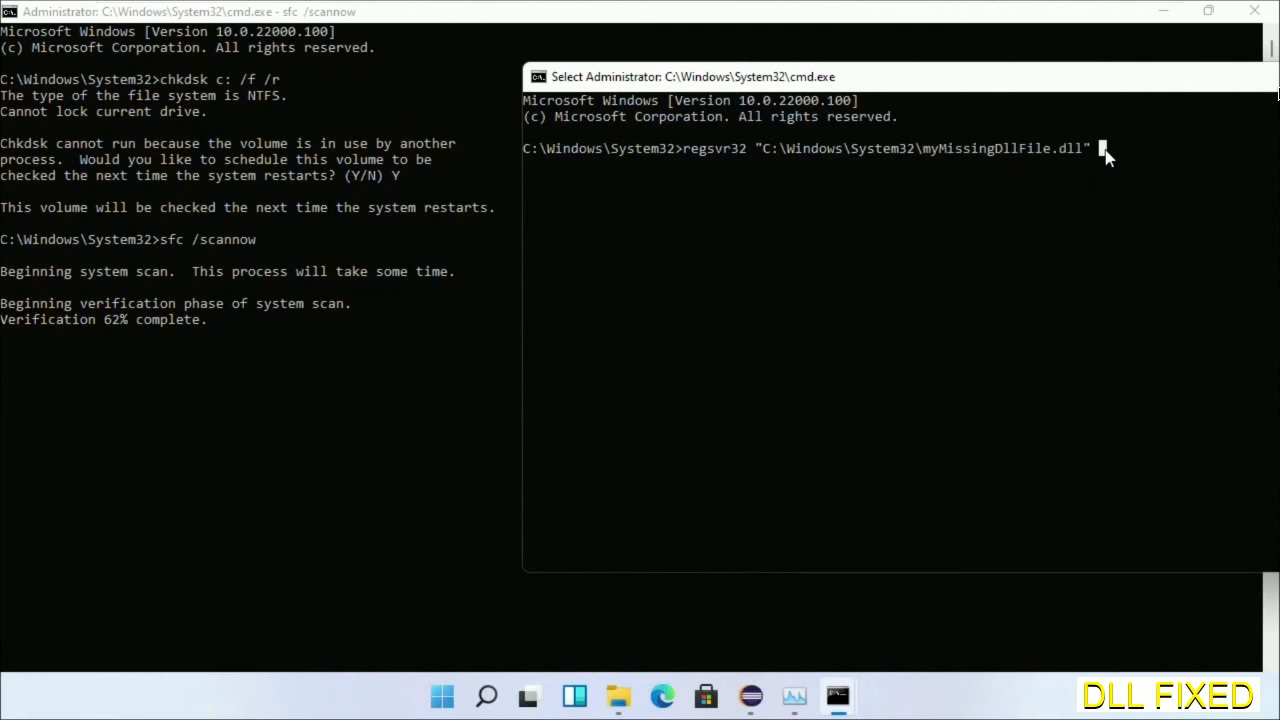 Administrator: C:\Windows\System32\cmd.exe - sfc /scannow
Microsoft Windows [Version 10.0.22000.100]
(c) Microsoft Corporation. All rights reserved.
C:\Windows\System32>chkdsk c: /f /r
The type of the file system is NTFS.
Cannot lock current drive.
Chkdsk cannot run because the volume is in use by another
process.  Would you like to schedule this volume to be
checked the next time the system restarts? (Y/N) Y
This volume will be checked the next time the system restarts.
C:\Windows\System32>sfc /scannow
Beginning system scan.  This process will take some time.
Beginning verification phase of system scan.
Verification 62% complete.
Select Administrator: C:\Windows\System32\cmd.exe
Microsoft Windows [Version 10.0.22000.100]
(c) Microsoft Corporation. All rights reserved.
C:\Windows\System32>regsvr32 "C:\Windows\System32\myMissingDllFile.dll"
DLL FIXED